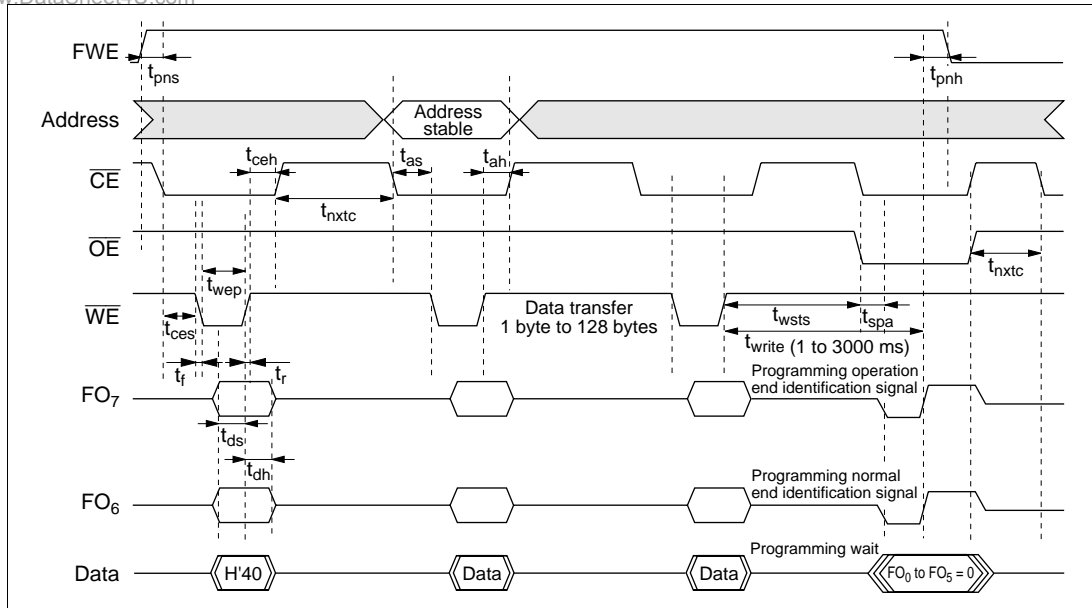 w.DataSheet4U.com
FWE
tpns
tpnh
Address
Address
stable
tceh
tas
tah
CE
tnxtc
OE
tnxtc
twep
WE
Data transfer
1 byte to 128 bytes
tces
twsts
tspa
twrite (1 to 3000 ms)
tf
tr
Programming operation
end identification signal
FO7
tds
tdh
Programming normal
end identification signal
FO6
Programming wait
Data
H'40
Data
Data
FO0 to FO5 = 0